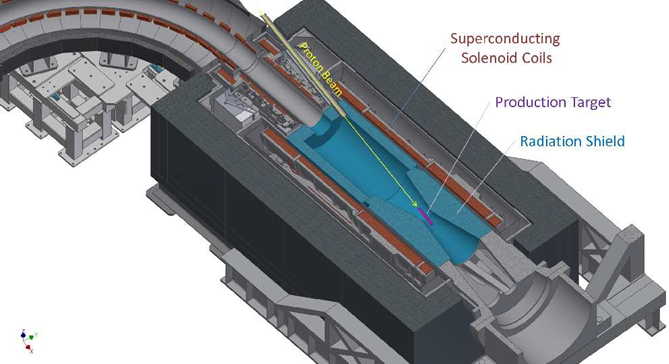 Superconducting
Solenoid Coils
Proton Beam
Production Target
Radiation Shield